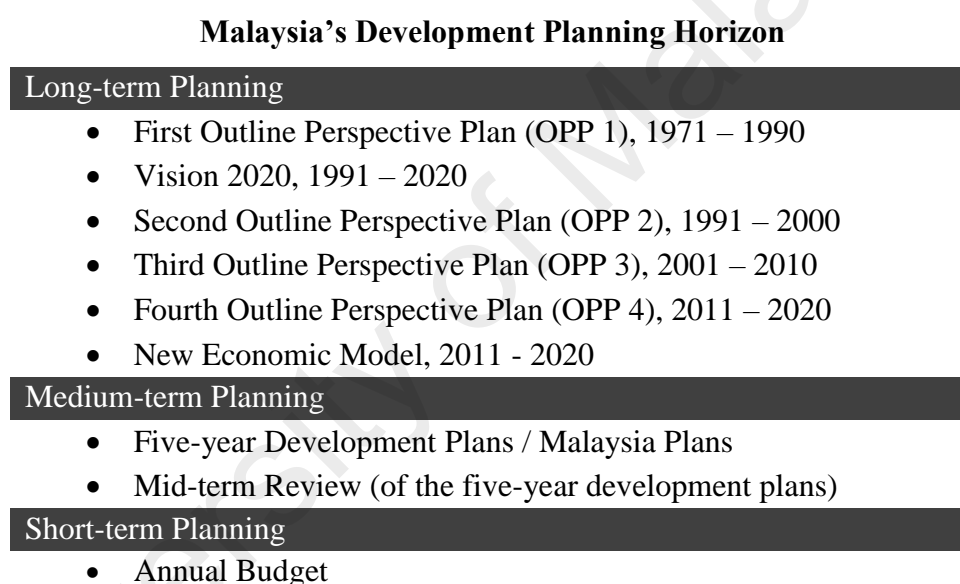 Malaysia’s Development Planning Horizon
Long-term Planning
• First Outline Perspective Plan (OPP 1), 1971 – 1990
• Vision 2020, 1991 – 2020
• Second Outline Perspective Plan (OPP 2), 1991 – 2000
• Third Outline Perspective Plan (OPP 3), 2001 – 2010
• Fourth Outline Perspective Plan (OPP 4), 2011 – 2020
• New Economic Model, 2011 - 2020
Medium-term Planning
• Five-year Development Plans / Malaysia Plans
• Mid-term Review (of the five-year development plans)
Short-term Planning
• Annual Budget
ersity of Mala